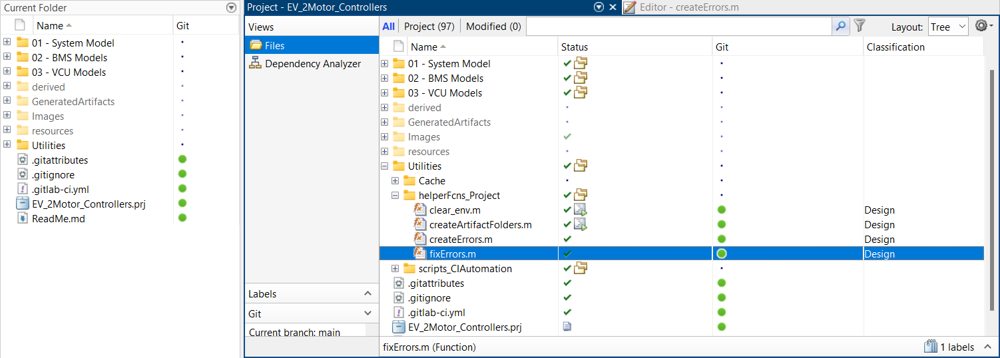 Current Folder
Name Git
01 - System Model
02 - BMS Models
03 - VCU Models
derived
GeneratedArtifacts
Images
resources
Utilities
.gitattributes
.gitignore
.gitlab-ci.yml
EV_2Motor_Controllers.prj
ReadMe.md
Project - EV_2Motor_Controllers
Editor - createErrors.m
Views
Files
Dependency Analyzer
Labels
Git
Current branch: main
All Project (97) Modified (0) Layout: Tree
Name Status Git Classification
01 - System Model
02 - BMS Models
03 - VCU Models
derived
GeneratedArtifacts
Images
resources
Utilities
Cache
helperFcns_Project
clear_env.m Design
createArtifactFolders.m Design
createErrors.m Design
fixErrors.m Design
scripts_CIAutomation
.gitattributes
.gitignore
.gitlab-ci.yml
EV_2Motor_Controllers.prj
fixErrors.m (Function) 1 labels